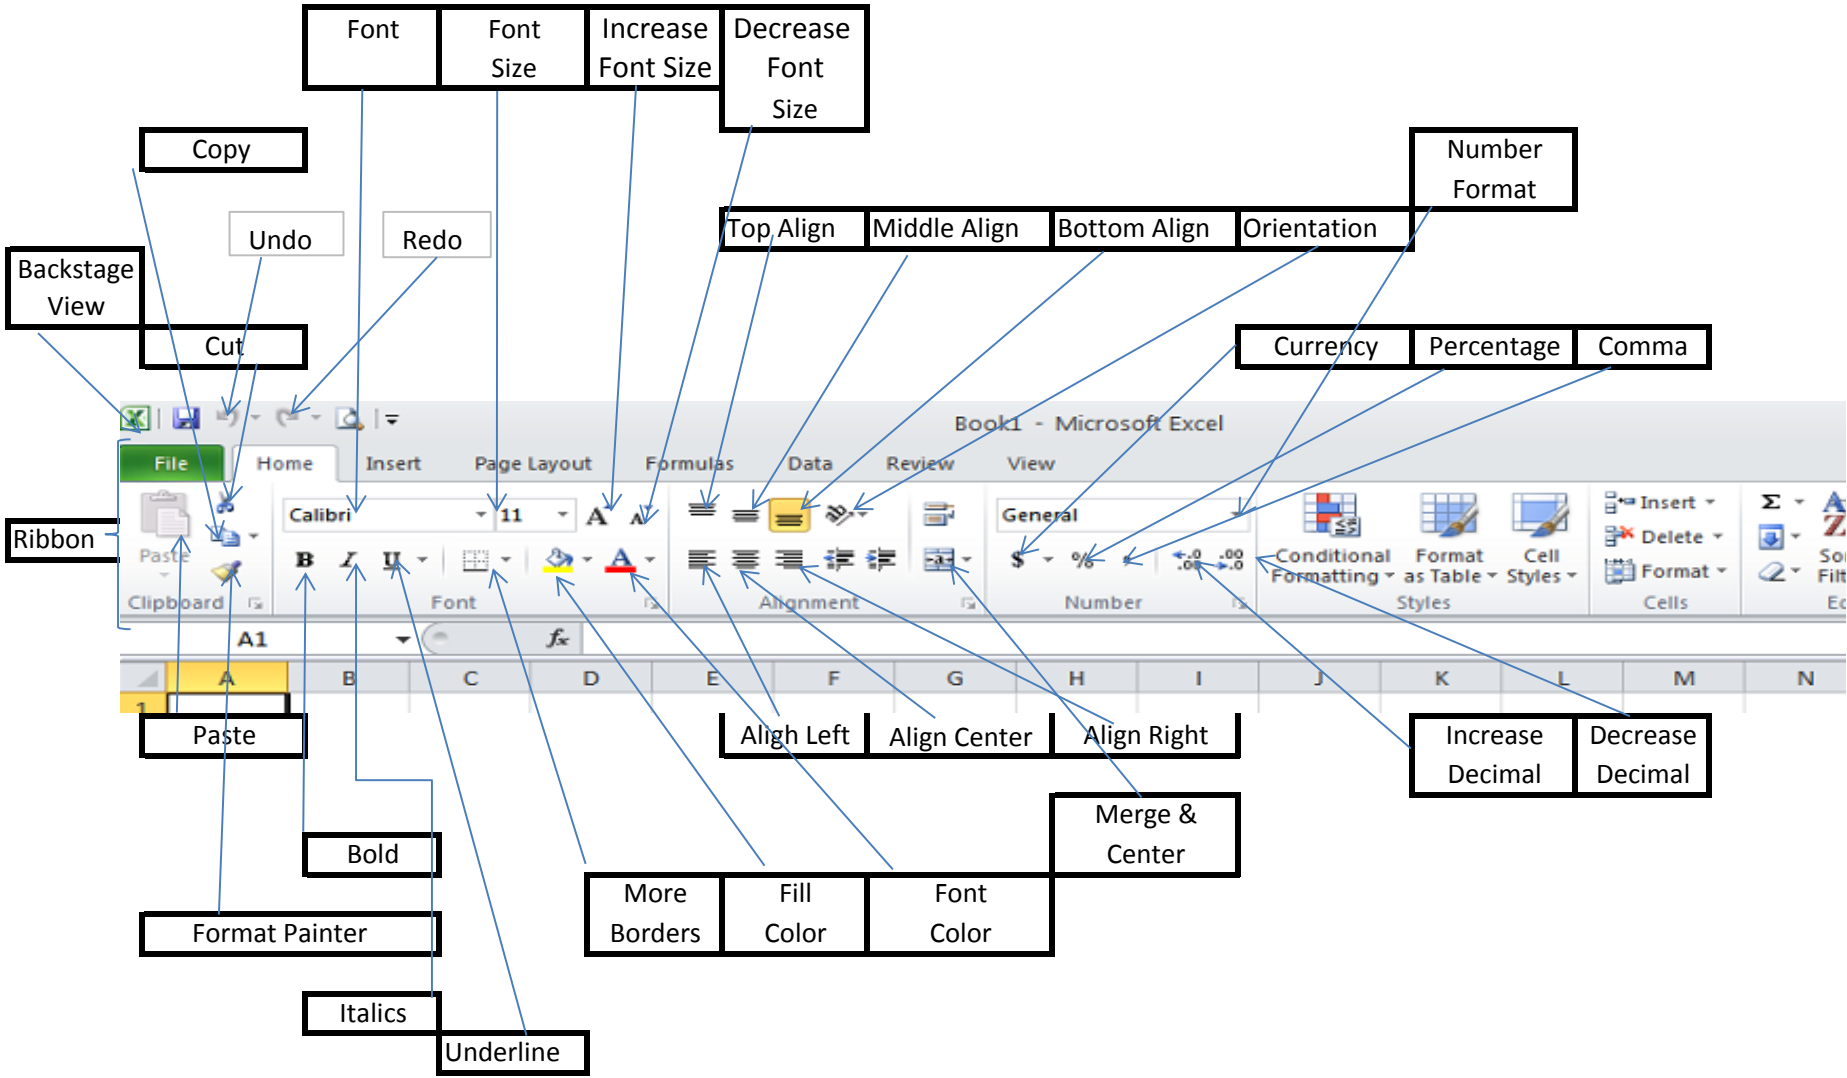 Font
Font
Size
Increase
Font Size
Decrease
Font
Size
Copy
Number
Format
Undo
Redo
Top Align
Middle Align
Bottom Align
Orientation
Backstage
View
Cut
Currency
Percentage
Comma
Book1 - Microsoft Excel
File
Home
Insert
Page Layout
Formulas
Data
Review
View
Ribbon
Paste
Calibri
11
A
A
General
Insert
Delete
Format
Σ
B
I
U
A
$
%
Conditional
Formatting
Format
as Table
Cell
Styles
Clipboard
Font
Alignment
Number
Styles
Cells
A1
fx
A
B
C
D
E
F
G
H
I
J
K
L
M
N
1
Paste
Aligh Left
Align Center
Align Right
Increase
Decimal
Decrease
Decimal
Merge &
Center
Bold
More
Borders
Fill
Color
Font
Color
Format Painter
Italics
Underline